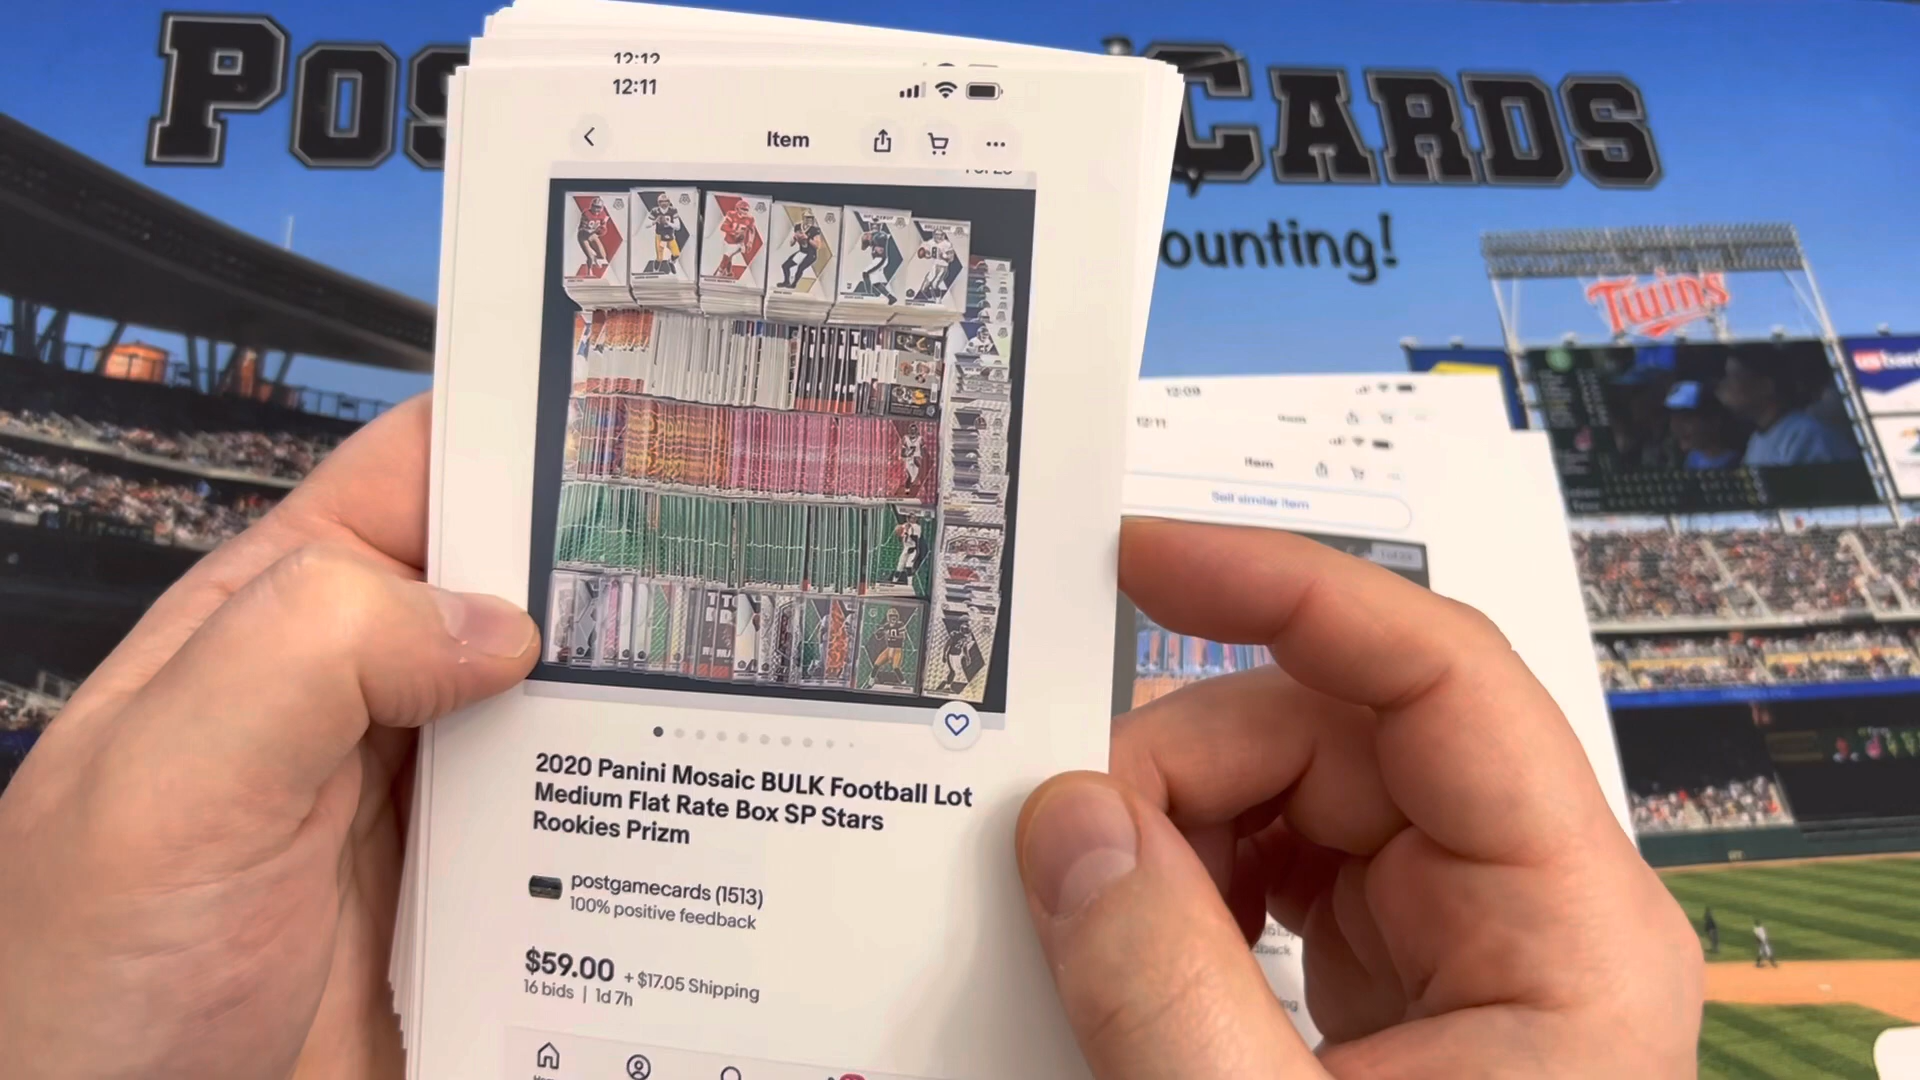 POS
CARDS
ounting!
Twins
12:12
12:11
Item
2020 Panini Mosaic BULK Football Lot
Medium Flat Rate Box SP Stars
Rookies Prizm
postgamecards (1513)
100% positive feedback
$59.00 + $17.05 Shipping
16 bids | 1d 7h
12:09
12:11
Item
Item
Sell similar item